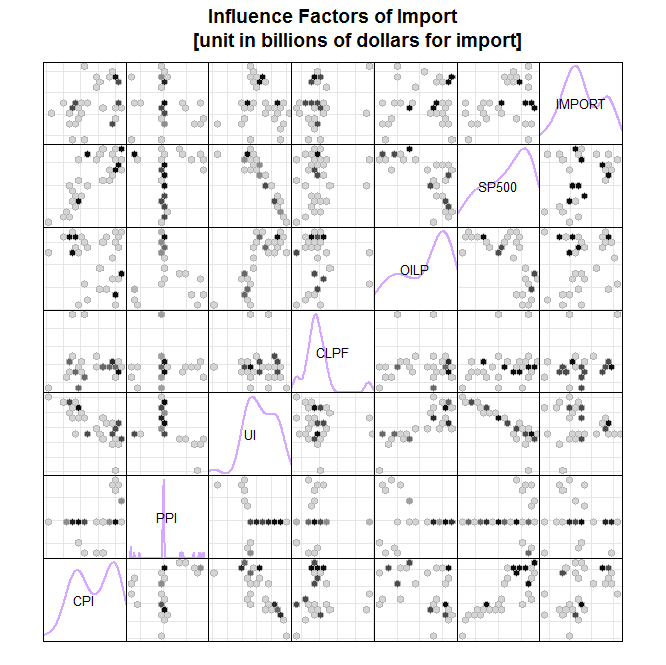 Influence Factors of Import
[unit in billions of dollars for import]
IMPORT
SP500
OILP
CLPF
UI
PPI
CPI